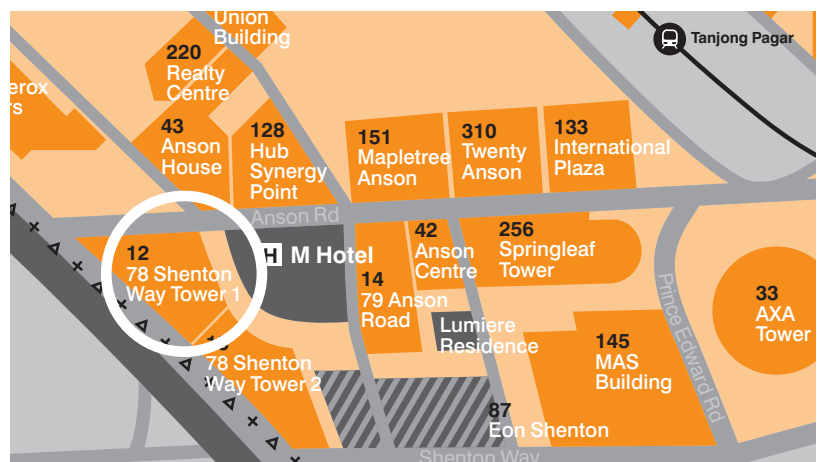 Union
Building
220
Realty
Centre
Tanjong Pagar
erox
rs
43
Anson
House
128
Hub
Synergy
Point
151
Mapletree
Anson
310
Twenty
Anson
133
International
Plaza
Anson Rd
12
78 Shenton
Way Tower 1
H M Hotel
14
79 Anson
Road
42
Anson
Centre
256
Springleaf
Tower
Prince Edward Rd
33
AXA
Tower
Lumiere
Residence
145
MAS
Building
78 Shenton
Way Tower 2
87
Eon Shenton
Shenton Way